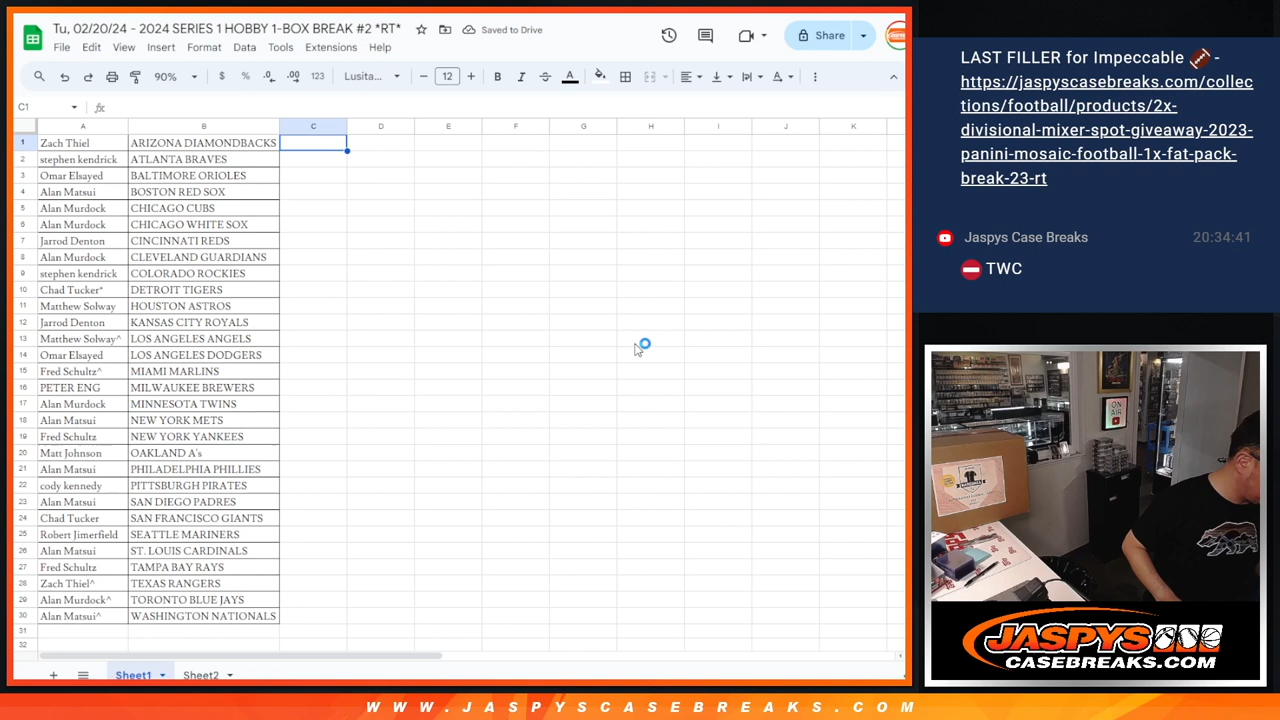 Tu, 02/20/24 - 2024 SERIES 1 HOBBY 1-BOX BREAK #2 *RT*
Saved to Drive
Share
File Edit View Insert Format Data Tools Extensions Help
90% $ % .0 .00 123 Lusita... 12 B I A
C1 fx
A B C D E F G H I J K
1 Zach Thiel ARIZONA DIAMONDBACKS
2 stephen kendrick ATLANTA BRAVES
3 Omar Elsayed BALTIMORE ORIOLES
4 Alan Matsui BOSTON RED SOX
5 Alan Murdock CHICAGO CUBS
6 Alan Murdock CHICAGO WHITE SOX
7 Jarrod Denton CINCINNATI REDS
8 Alan Murdock CLEVELAND GUARDIANS
9 stephen kendrick COLORADO ROCKIES
10 Chad Tucker* DETROIT TIGERS
11 Matthew Solway HOUSTON ASTROS
12 Jarrod Denton KANSAS CITY ROYALS
13 Matthew Solway^ LOS ANGELES ANGELS
14 Omar Elsayed LOS ANGELES DODGERS
15 Fred Schultz^ MIAMI MARLINS
16 PETER ENG MILWAUKEE BREWERS
17 Alan Murdock MINNESOTA TWINS
18 Alan Matsui NEW YORK METS
19 Fred Schultz NEW YORK YANKEES
20 Matt Johnson OAKLAND A's
21 Alan Matsui PHILADELPHIA PHILLIES
22 cody kennedy PITTSBURGH PIRATES
23 Alan Matsui SAN DIEGO PADRES
24 Chad Tucker SAN FRANCISCO GIANTS
25 Robert Jimerfield SEATTLE MARINERS
26 Alan Matsui ST. LOUIS CARDINALS
27 Fred Schultz TAMPA BAY RAYS
28 Zach Thiel^ TEXAS RANGERS
29 Alan Murdock^ TORONTO BLUE JAYS
30 Alan Matsui^ WASHINGTON NATIONALS
31
32
Sheet1 Sheet2
LAST FILLER for Impeccable 🏈 -
https://jaspyscasebreaks.com/collec
tions/football/products/2x-
divisional-mixer-spot-giveaway-2023-
panini-mosaic-football-1x-fat-pack-
break-23-rt
Jaspys Case Breaks 20:34:41
⛔ TWC
ON
AIR
JASPYS
CASEBREAKS.COM
WWW.JASPYSCASEBREAKS.COM